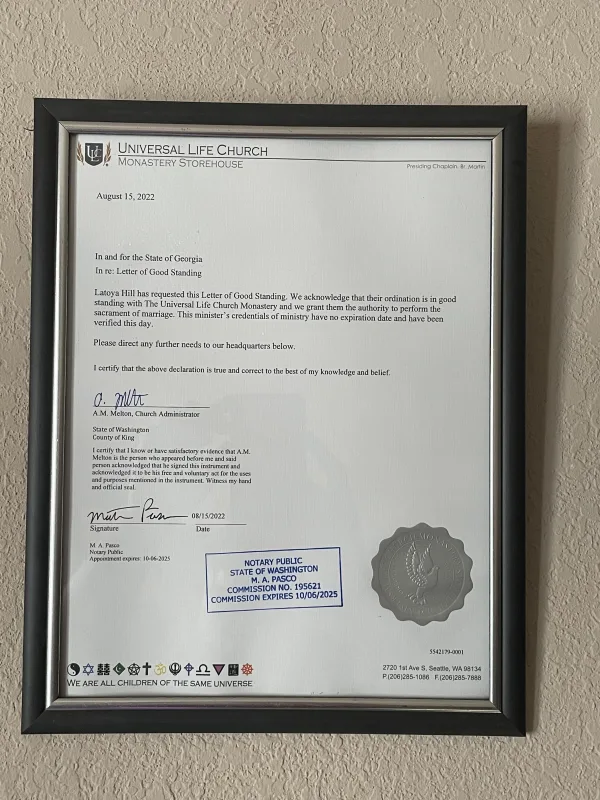 UNIVERSAL LIFE CHURCH
MONASTERY STOREHOUSE
Presiding Chaplain: Br. Martin
August 15, 2022
In and for the State of Georgia
In re: Letter of Good Standing
Latoya Hill has requested this Letter of Good Standing. We acknowledge that their ordination is in good
standing with The Universal Life Church Monastery and we grant them the authority to perform the
sacrament of marriage. This minister's credentials of ministry have no expiration date and have been
verified this day.
Please direct any further needs to our headquarters below.
I certify that the above declaration is true and correct to the best of my knowledge and belief.
A.M. Melton, Church Administrator
State of Washington
County of King
I certify that I know or have satisfactory evidence that A.M.
Melton is the person who appeared before me and said
person acknowledged that he signed this instrument and
acknowledged it to be his free and voluntary act for the uses
and purposes mentioned in the instrument. Witness my hand
and official seal.
08/15/2022
Signature Date
M. A. Pasco
Notary Public
Appointment expires: 10-06-2025
NOTARY PUBLIC
STATE OF WASHINGTON
M. A. PASCO
COMMISSION NO. 195621
COMMISSION EXPIRES 10/06/2025
5542179-0001
WE ARE ALL CHILDREN OF THE SAME UNIVERSE
2720 1st Ave S, Seattle, WA 98134
P.(206)285-1086 F.(206)285-7888